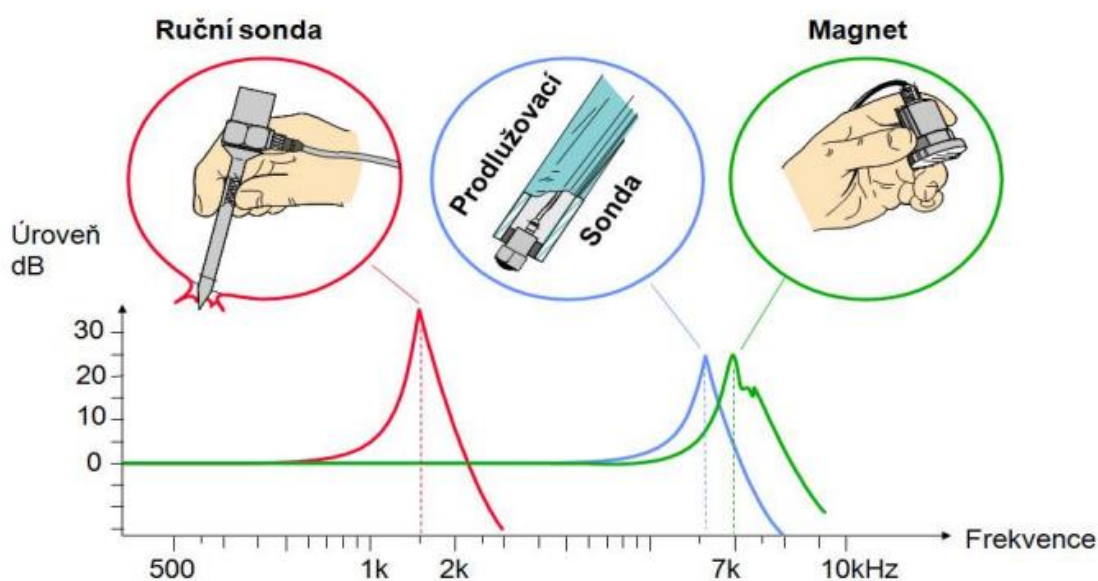 Ruční sonda
Magnet
Prodlužovací
Sonda
Úroveň
dB
30
20
10
0
500
1k
2k
7k
10kHz
Frekvence